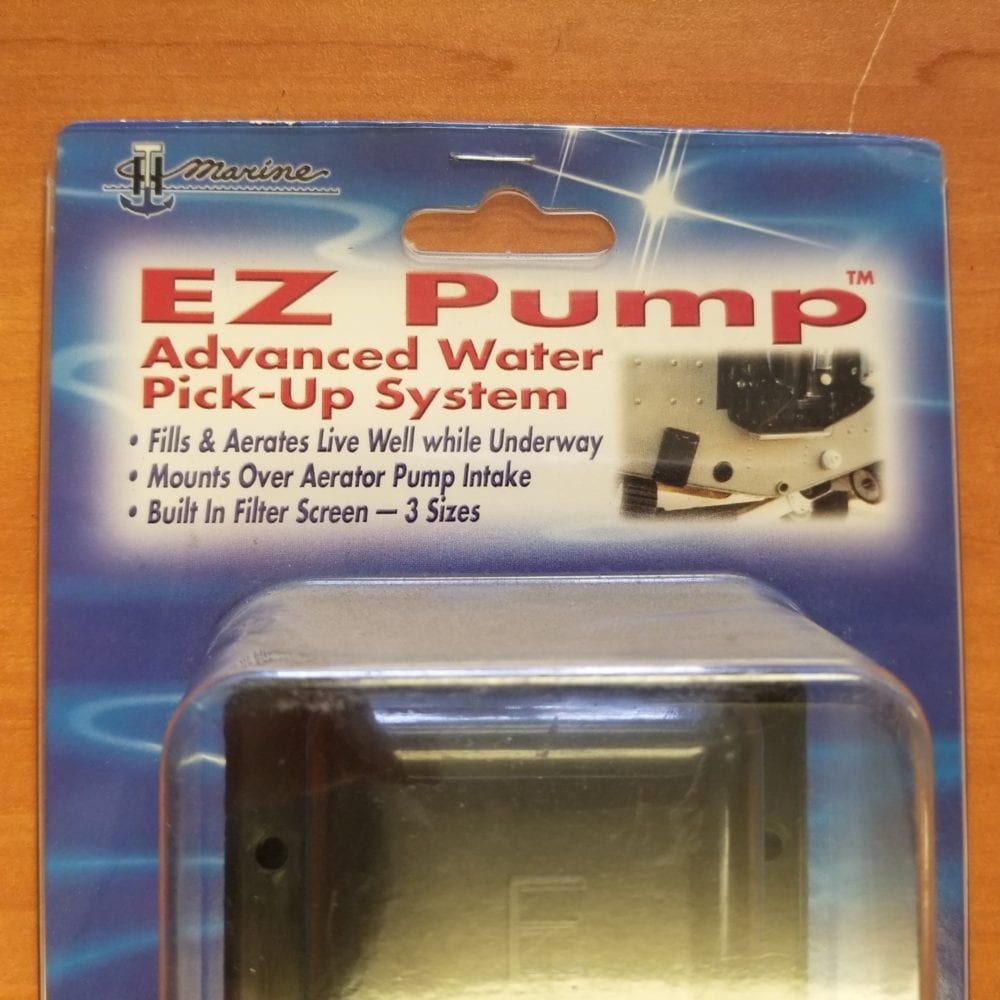 TH marine
EZ Pump™
Advanced Water
Pick-Up System
• Fills & Aerates Live Well while Underway
• Mounts Over Aerator Pump Intake
• Built In Filter Screen — 3 Sizes
E